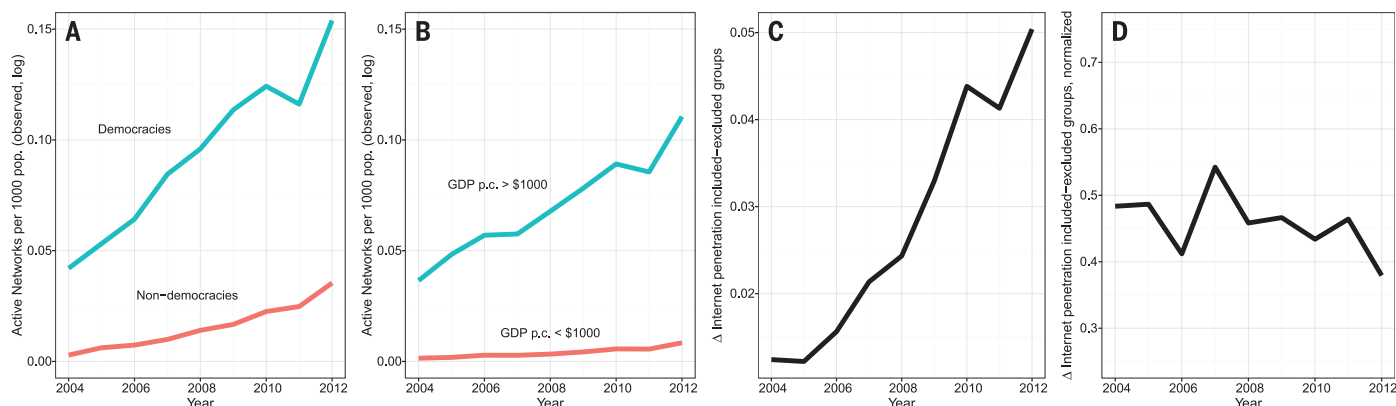 A
Active Networks per 1000 pop. (observed, log)
0.15
0.10
0.05
0.00
Democracies
Non−democracies
2004 2006 2008 2010 2012
Year
B
Active Networks per 1000 pop. (observed, log)
0.15
0.10
0.05
0.00
GDP p.c. > $1000
GDP p.c. < $1000
2004 2006 2008 2010 2012
Year
C
Δ Internet penetration included−excluded groups
0.05
0.04
0.03
0.02
2004 2006 2008 2010 2012
Year
D
Δ Internet penetration included−excluded groups, normalized
0.7
0.6
0.5
0.4
0.3
2004 2006 2008 2010 2012
Year